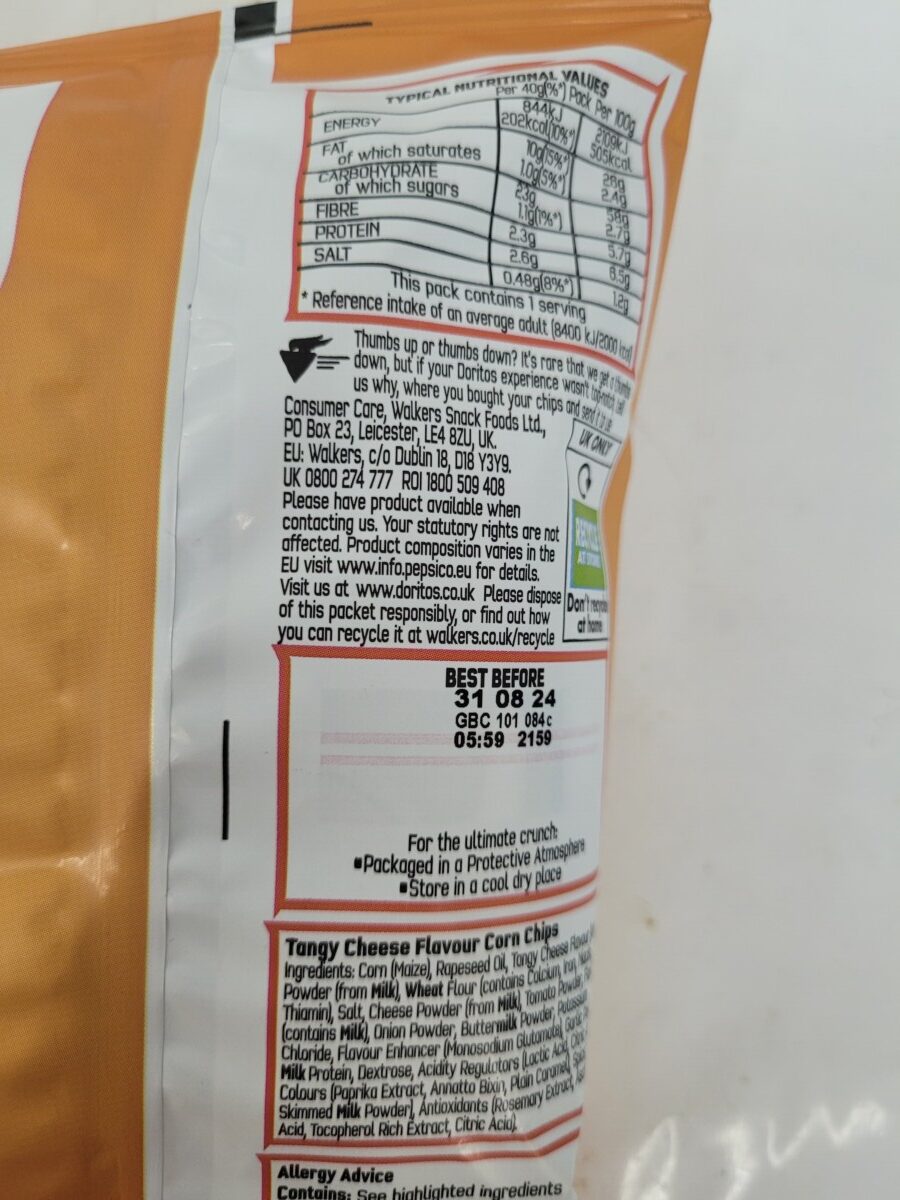 TYPICAL NUTRITIONAL VALUES
Per 40g(%*) Pack Per 100g
ENERGY 844kJ 2109kJ
202kcal(10%*) 505kcal
FAT 10g(15%*) 26g
of which saturates 1.0g(5%*) 2.4g
CARBOHYDRATE 23g 58g
of which sugars 1.1g(1%*) 2.7g
FIBRE 2.3g 5.7g
PROTEIN 2.6g 6.5g
SALT 0.48g(8%*) 1.2g
This pack contains 1 serving
* Reference intake of an average adult (8400 kJ/2000 kcal)
Thumbs up or thumbs down? It's rare that we get a thumbs
down, but if your Doritos experience wasn't top-notch, tell
us why, where you bought your chips and send it to us:
Consumer Care, Walkers Snack Foods Ltd.,
PO Box 23, Leicester, LE4 8ZU, UK.
EU: Walkers, c/o Dublin 18, D18 Y3Y9.
UK 0800 274 777 ROI 1800 509 408
Please have product available when
contacting us. Your statutory rights are not
affected. Product composition varies in the
EU visit www.info.pepsico.eu for details.
Visit us at www.doritos.co.uk Please dispose
of this packet responsibly, or find out how
you can recycle it at walkers.co.uk/recycle
UK ONLY
RECYCLE
AT STORE
Don't recycle
at home
BEST BEFORE
31 08 24
GBC 101 084 c
05:59 2159
For the ultimate crunch:
▪Packaged in a Protective Atmosphere
▪Store in a cool dry place
Tangy Cheese Flavour Corn Chips
Ingredients: Corn (Maize), Rapeseed Oil, Tangy Cheese Flavour
Powder (from Milk), Wheat Flour (contains Calcium, Iron,
Thiamin), Salt, Cheese Powder (from Milk), Tomato Powder,
(contains Milk), Onion Powder, Buttermilk Powder, Potassium
Chloride, Flavour Enhancer (Monosodium Glutamate), Garlic
Milk Protein, Dextrose, Acidity Regulators (Lactic Acid,
Colours (Paprika Extract, Annatto Bixin, Plain Caramel),
Skimmed Milk Powder], Antioxidants (Rosemary Extract,
Acid, Tocopherol Rich Extract, Citric Acid).
Allergy Advice
Contains: See highlighted ingredients